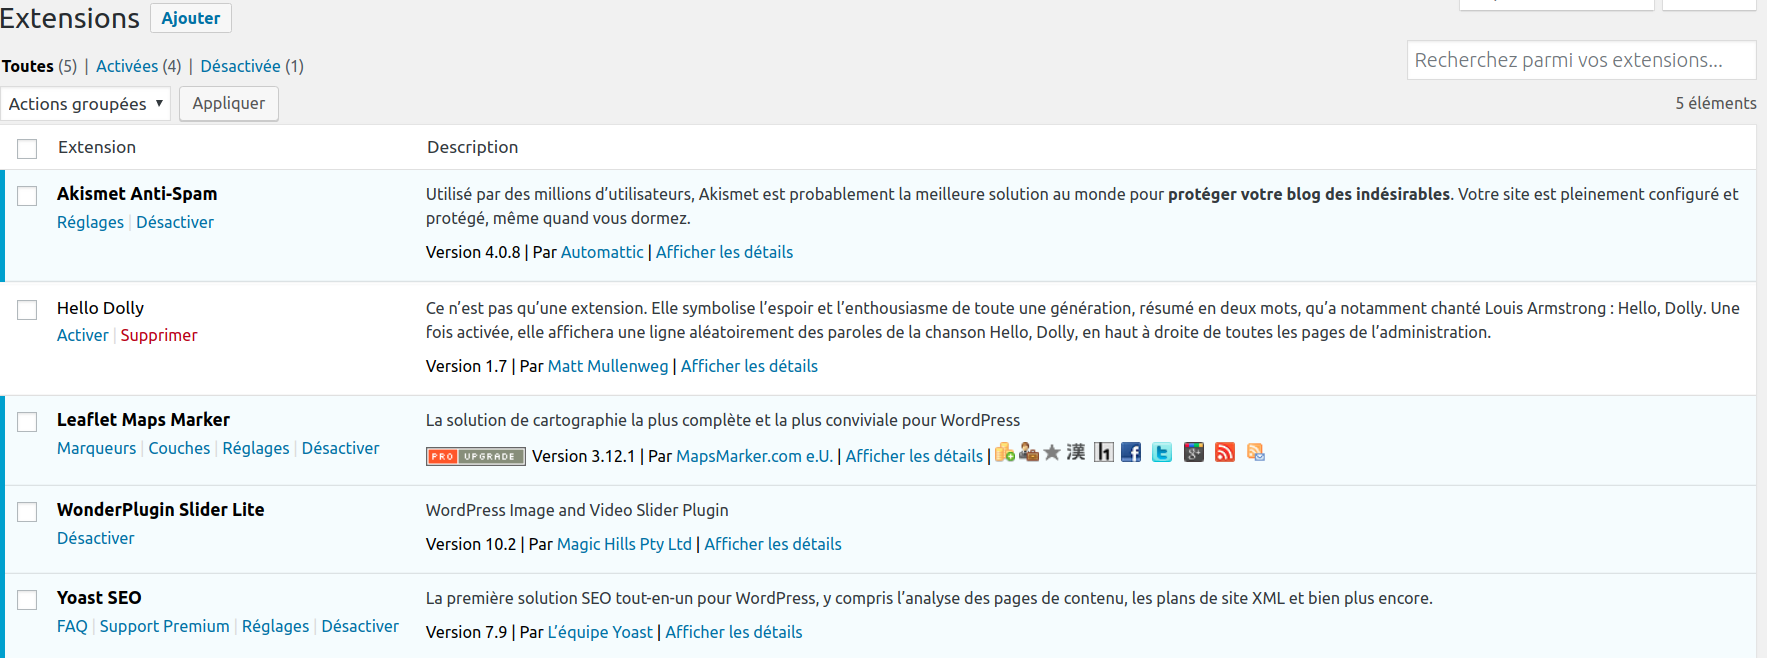 Extensions Ajouter
Toutes (5) | Activées (4) | Désactivée (1)
Recherchez parmi vos extensions...
Actions groupées ▼ Appliquer
5 éléments
Extension Description
Akismet Anti-Spam
Réglages | Désactiver
Utilisé par des millions d’utilisateurs, Akismet est probablement la meilleure solution au monde pour protéger votre blog des indésirables. Votre site est pleinement configuré et
protégé, même quand vous dormez.
Version 4.0.8 | Par Automattic | Afficher les détails
Hello Dolly
Activer | Supprimer
Ce n’est pas qu’une extension. Elle symbolise l’espoir et l’enthousiasme de toute une génération, résumé en deux mots, qu’a notamment chanté Louis Armstrong : Hello, Dolly. Une
fois activée, elle affichera une ligne aléatoirement des paroles de la chanson Hello, Dolly, en haut à droite de toutes les pages de l’administration.
Version 1.7 | Par Matt Mullenweg | Afficher les détails
Leaflet Maps Marker
Marqueurs | Couches | Réglages | Désactiver
La solution de cartographie la plus complète et la plus conviviale pour WordPress
PRO UPGRADE Version 3.12.1 | Par MapsMarker.com e.U. | Afficher les détails | 漢 h f t g+
WonderPlugin Slider Lite
Désactiver
WordPress Image and Video Slider Plugin
Version 10.2 | Par Magic Hills Pty Ltd | Afficher les détails
Yoast SEO
FAQ | Support Premium | Réglages | Désactiver
La première solution SEO tout-en-un pour WordPress, y compris l’analyse des pages de contenu, les plans de site XML et bien plus encore.
Version 7.9 | Par L’équipe Yoast | Afficher les détails